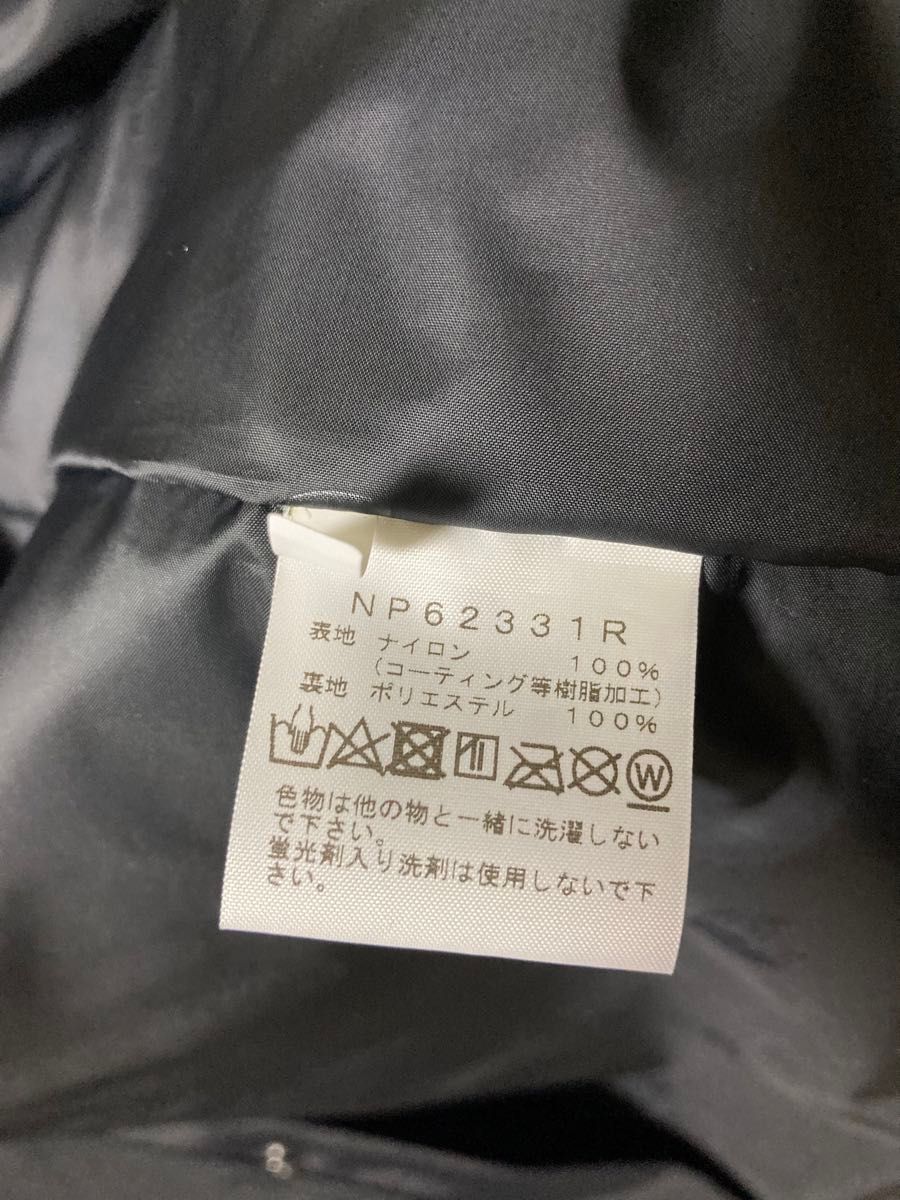 NP62331R
表地 ナイロン 100%
(コーティング等樹脂加工)
裏地 ポリエステル 100%
W
色物は他の物と一緒に洗濯しない
で下さい。
蛍光剤入り洗剤は使用しないで下
さい。